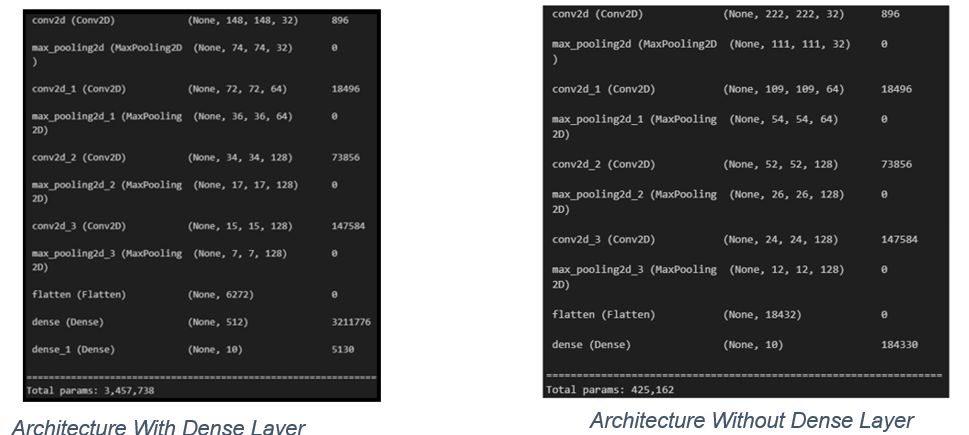 conv2d (Conv2D) (None, 148, 148, 32) 896
max_pooling2d (MaxPooling2D (None, 74, 74, 32) 0
)
conv2d_1 (Conv2D) (None, 72, 72, 64) 18496
max_pooling2d_1 (MaxPooling (None, 36, 36, 64) 0
2D)
conv2d_2 (Conv2D) (None, 34, 34, 128) 73856
max_pooling2d_2 (MaxPooling (None, 17, 17, 128) 0
2D)
conv2d_3 (Conv2D) (None, 15, 15, 128) 147584
max_pooling2d_3 (MaxPooling (None, 7, 7, 128) 0
2D)
flatten (Flatten) (None, 6272) 0
dense (Dense) (None, 512) 3211776
dense_1 (Dense) (None, 10) 5130
Total params: 3,457,738
Architecture With Dense Layer
conv2d (Conv2D) (None, 222, 222, 32) 896
max_pooling2d (MaxPooling2D (None, 111, 111, 32) 0
)
conv2d_1 (Conv2D) (None, 109, 109, 64) 18496
max_pooling2d_1 (MaxPooling (None, 54, 54, 64) 0
2D)
conv2d_2 (Conv2D) (None, 52, 52, 128) 73856
max_pooling2d_2 (MaxPooling (None, 26, 26, 128) 0
2D)
conv2d_3 (Conv2D) (None, 24, 24, 128) 147584
max_pooling2d_3 (MaxPooling (None, 12, 12, 128) 0
2D)
flatten (Flatten) (None, 18432) 0
dense (Dense) (None, 10) 184330
Total params: 425,162
Architecture Without Dense Layer